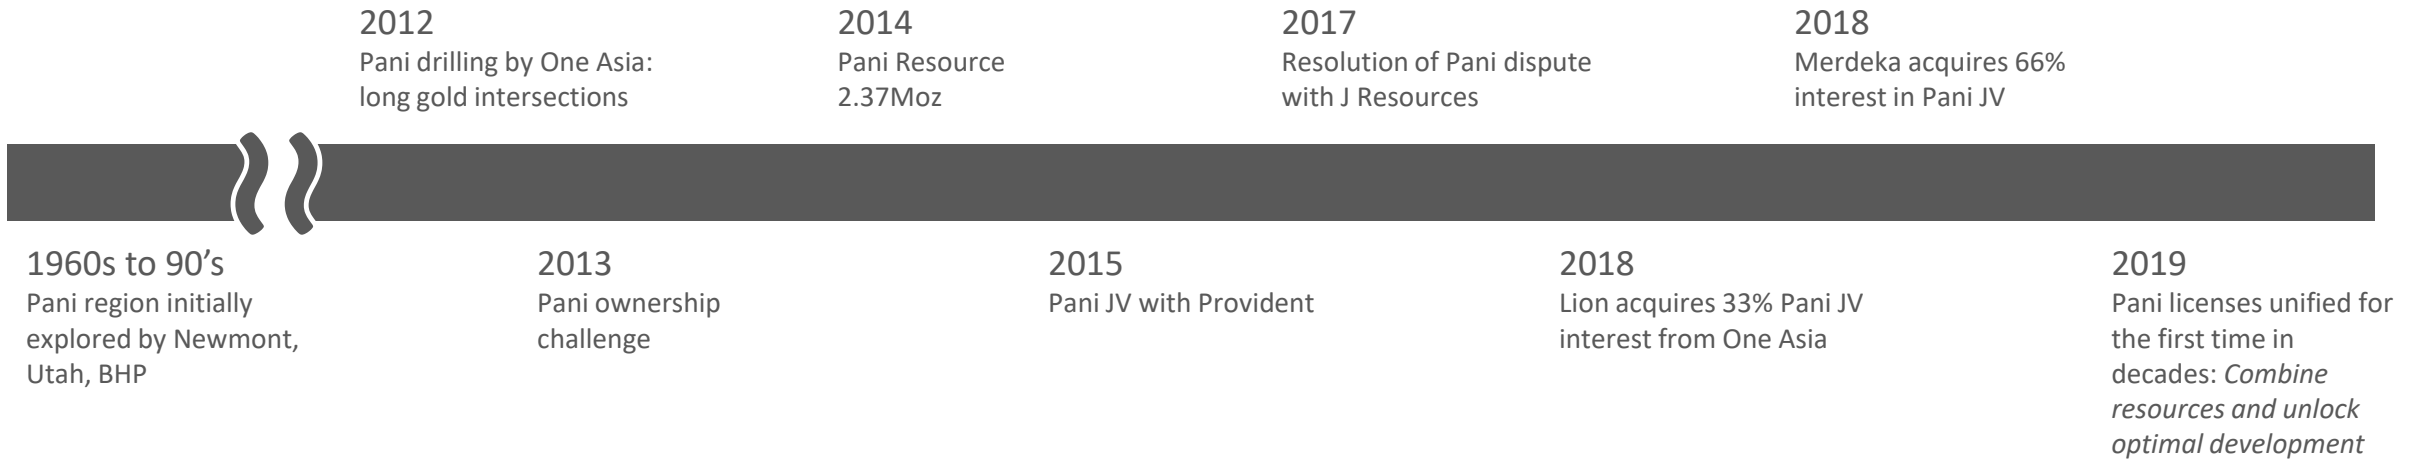 2012
Pani drilling by One Asia:
long gold intersections
2014
Pani Resource
2.37Moz
2017
Resolution of Pani dispute
with J Resources
2018
Merdeka acquires 66%
interest in Pani JV
1960s to 90’s
Pani region initially
explored by Newmont,
Utah, BHP
2013
Pani ownership
challenge
2015
Pani JV with Provident
2018
Lion acquires 33% Pani JV
interest from One Asia
2019
Pani licenses unified for
the first time in
decades: Combine
resources and unlock
optimal development